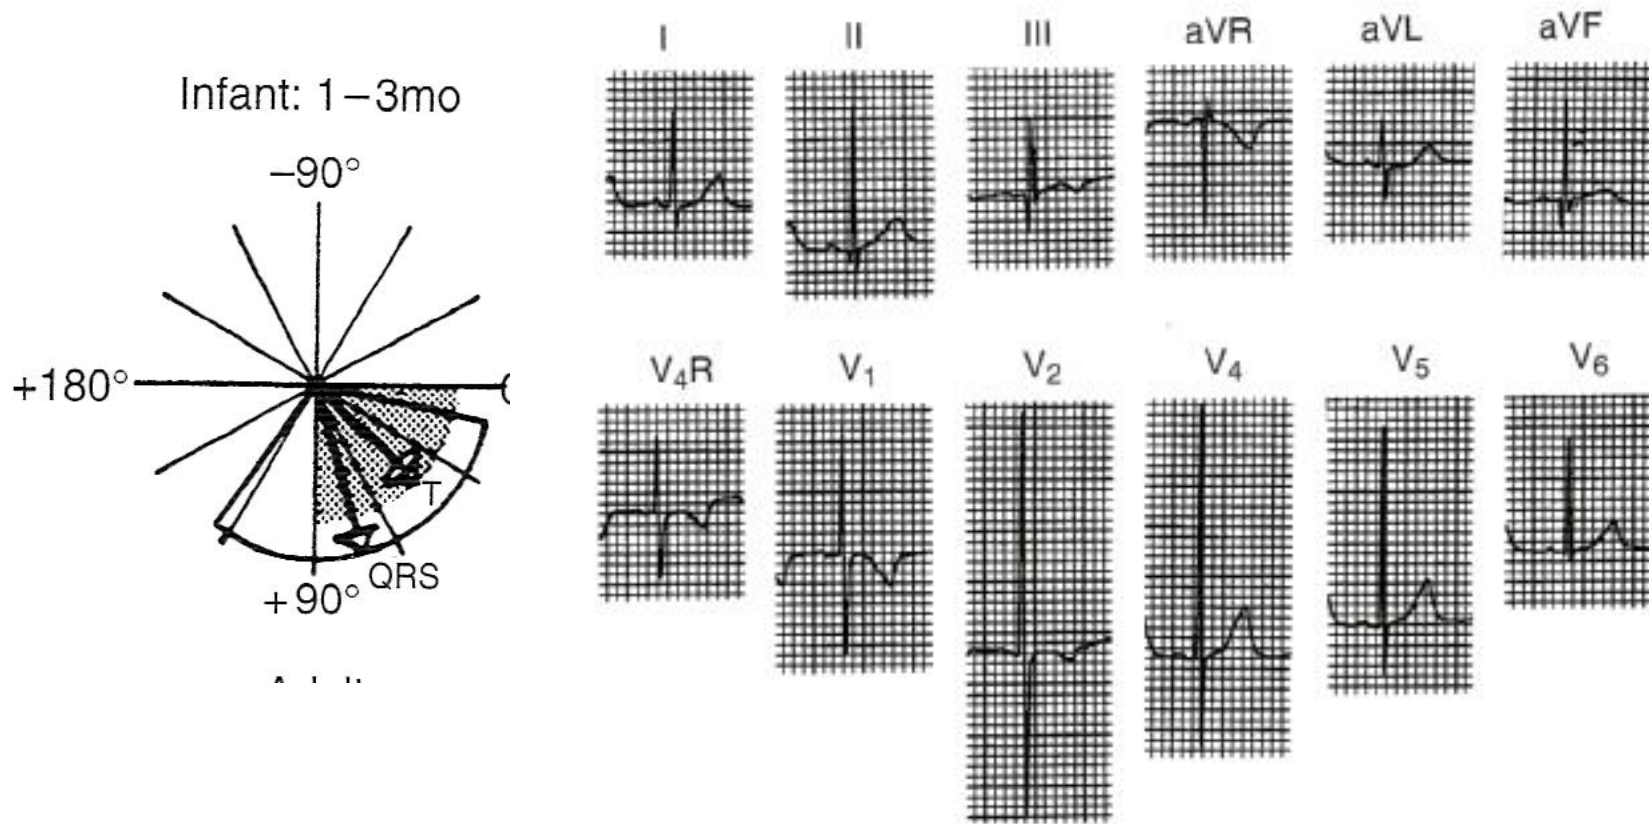 Infant: 1–3mo
–90°
+180°
T
QRS
+90°
I II III aVR aVL aVF
V4R V1 V2 V4 V5 V6